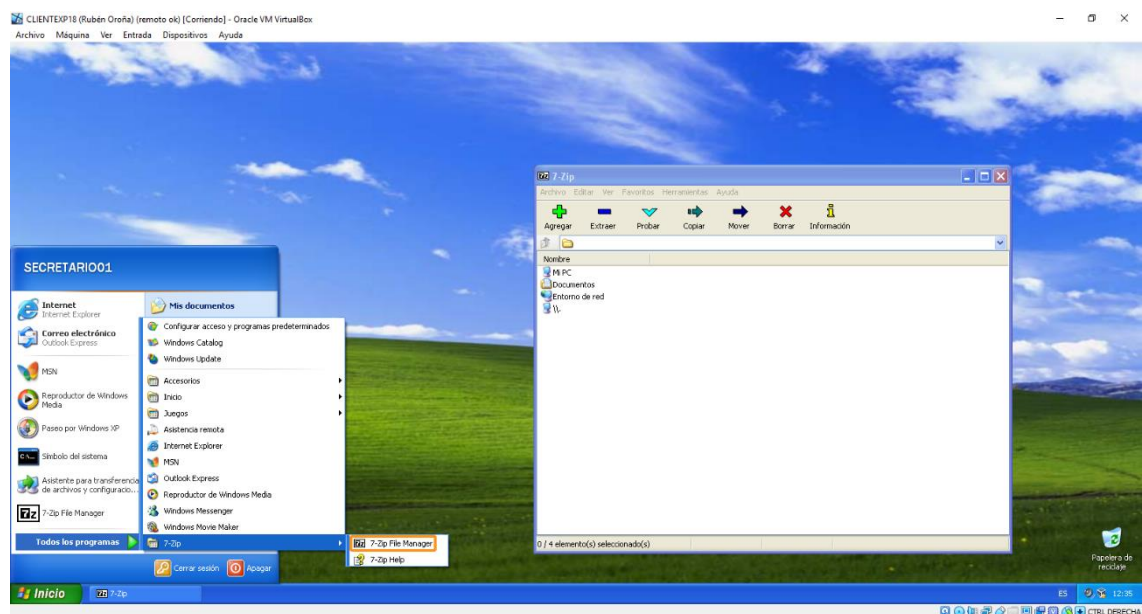 CLIENTEXP18 (Rubén Oroña) (remoto ok) [Corriendo] - Oracle VM VirtualBox
Archivo Máquina Ver Entrada Dispositivos Ayuda
7-Zip
Archivo Editar Ver Favoritos Herramientas Ayuda
Agregar Extraer Probar Copiar Mover Borrar Información
Nombre
Mi PC
Documentos
Entorno de red
\\.
0 / 4 elemento(s) seleccionado(s)
SECRETARIO01
Internet
Internet Explorer
Correo electrónico
Outlook Express
MSN
Reproductor de Windows
Media
Paseo por Windows XP
Símbolo del sistema
Asistente para transferencia
de archivos y configuracio...
7-Zip File Manager
Todos los programas
Mis documentos
Configurar acceso y programas predeterminados
Windows Catalog
Windows Update
Accesorios
Inicio
Juegos
Asistencia remota
Internet Explorer
MSN
Outlook Express
Reproductor de Windows Media
Windows Messenger
Windows Movie Maker
7-Zip
7-Zip File Manager
7-Zip Help
Cerrar sesión Apagar
Papelera de
reciclaje
Inicio 7-Zip ES 12:35
CTRL DERECHA